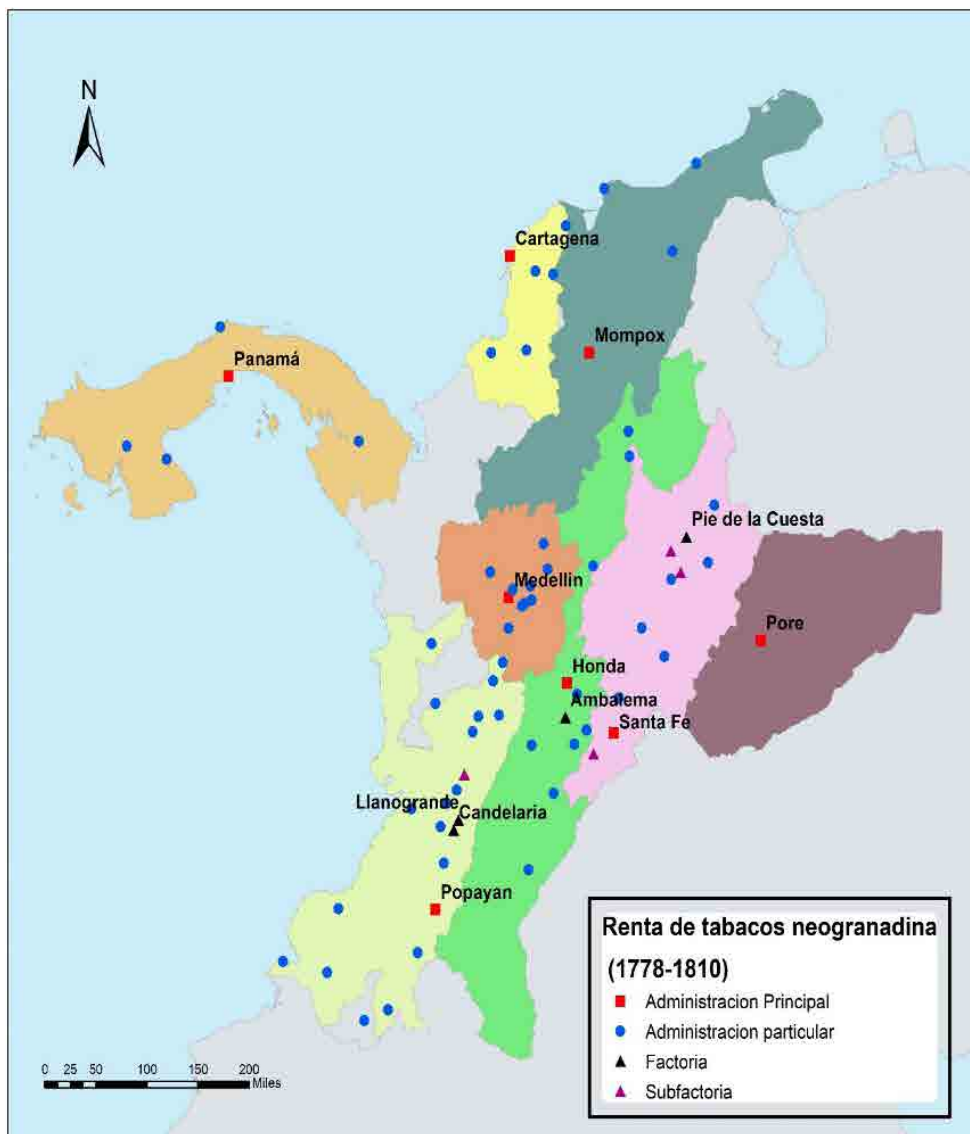 N
Cartagena
Mompox
Panamá
Pie de la Cuesta
Medellin
Pore
Honda
Ambalema
Santa Fe
Llanogrande
Candelaria
Popayan
Renta de tabacos neogranadina
(1778-1810)
Administracion Principal
Administracion particular
Factoria
Subfactoria
0 25 50 100 150 200
Miles